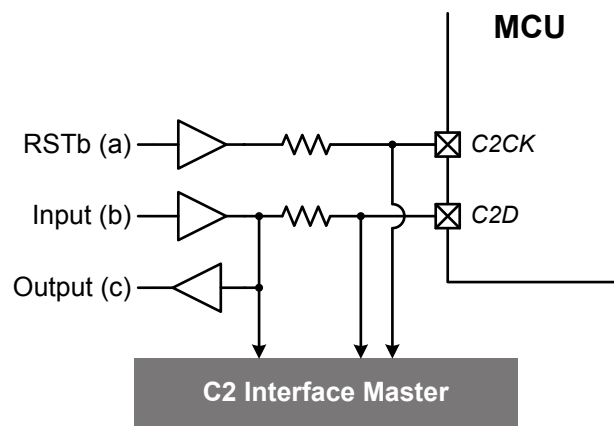 MCU
RSTb (a)
C2CK
Input (b)
C2D
Output (c)
C2 Interface Master